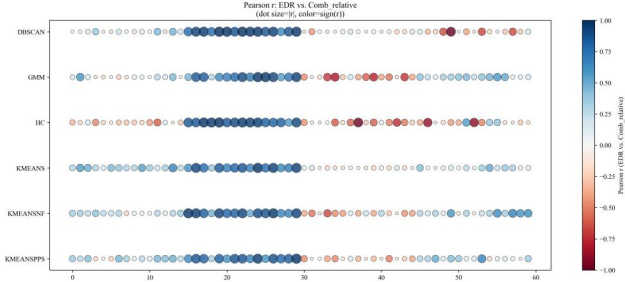 Pearson r: EDR vs. Comb_relative
(dot size=|r|, color=sign(r))
DBSCAN
GMM
HC
KMEANS
KMEANSNF
KMEANSPPS
0 10 20 30 40 50 60
1.00
0.75
0.50
0.25
0.00
−0.25
−0.50
−0.75
−1.00
Pearson r (EDR vs. Comb_relative)